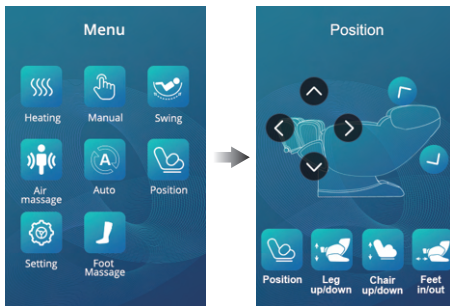 Menu
Heating Manual Swing
Air massage Auto Position
Setting Foot Massage
Position
Position Leg up/down Chair up/down Feet in/out